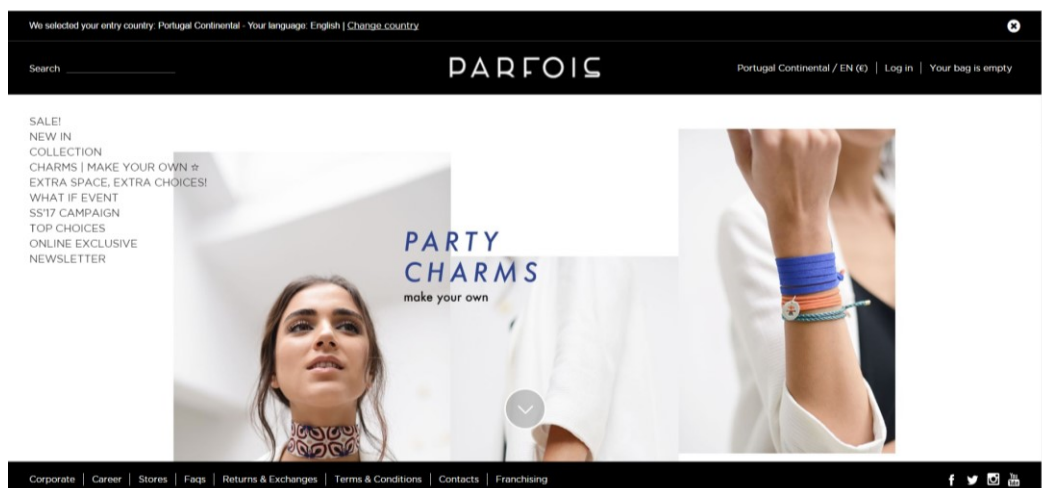 We selected your entry country: Portugal Continental - Your language: English | Change country
Search
PARFOIS
Portugal Continental / EN (€) | Log in | Your bag is empty
SALE!
NEW IN
COLLECTION
CHARMS | MAKE YOUR OWN ☆
EXTRA SPACE, EXTRA CHOICES!
WHAT IF EVENT
SS'17 CAMPAIGN
TOP CHOICES
ONLINE EXCLUSIVE
NEWSLETTER
PARTY
CHARMS
make your own
Corporate | Career | Stores | Faqs | Returns & Exchanges | Terms & Conditions | Contacts | Franchising